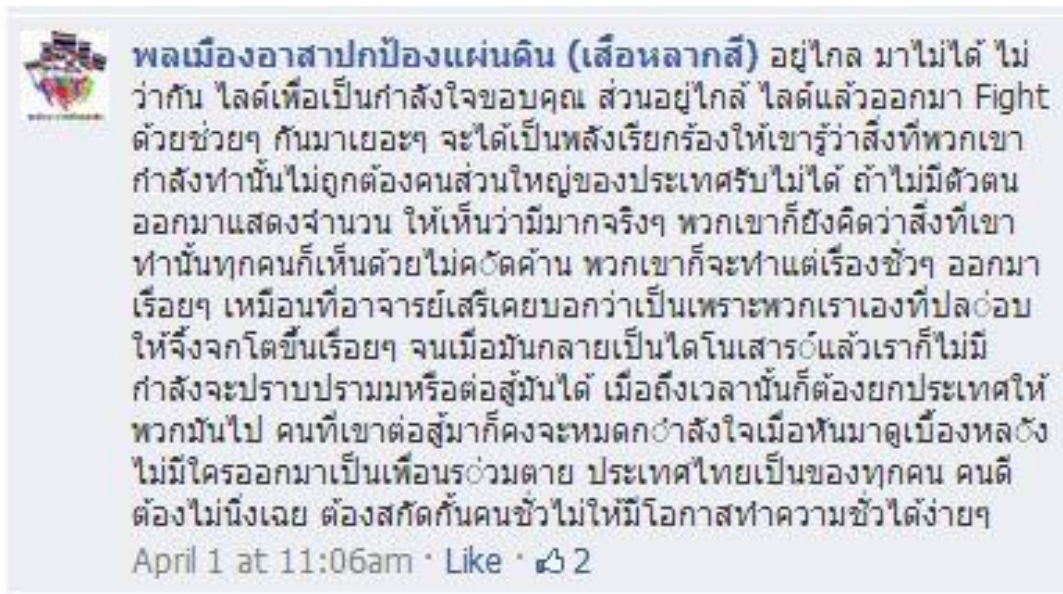 พลเมืองอาสาปกป้องแผ่นดิน (เสื้อหลากสี) อยู่ไกล มาไม่ได้ ไม่
ว่ากัน ไลด์เพื่อเป็นกำลังใจขอบคุณ ส่วนอยู่ไกล้ ไลด์แล้วออกมา Fight
ด้วยช่วยๆ กันมาเยอะๆ จะได้เป็นพลังเรียกร้องให้เขารู้ว่าสิ่งที่พวกเขา
กำลังทำนั้นไม่ถูกต้องคนส่วนใหญ่ของประเทศรับไม่ได้ ถ้าไม่มีตัวตน
ออกมาแสดงจำนวน ให้เห็นว่ามีมากจริงๆ พวกเขาก็ยังคิดว่าสิ่งที่เขา
ทำนั้นทุกคนก็เห็นด้วยไม่คัดค้าน พวกเขาก็จะทำแต่เรื่องชั่วๆ ออกมา
เรื่อยๆ เหมือนที่อาจารย์เสรีเคยบอกว่าเป็นเพราะพวกเราเองที่ปล่อย
ให้จิ้งจกโตขึ้นเรื่อยๆ จนเมื่อมันกลายเป็นไดโนเสาร์แล้วเราก็ไม่มี
กำลังจะปราบปรามมหรือต่อสู้มันได้ เมื่อถึงเวลานั้นก็ต้องยกประเทศให้
พวกมันไป คนที่เขาต่อสู้มาก็คงจะหมดกำลังใจเมื่อหันมาดูเบื้องหลัง
ไม่มีใครออกมาเป็นเพื่อนร่วมตาย ประเทศไทยเป็นของทุกคน คนดี
ต้องไม่นิ่งเฉย ต้องสกัดกั้นคนชั่วไม่ให้มีโอกาสทำความชั่วได้ง่ายๆ
April 1 at 11:06am · Like · 2